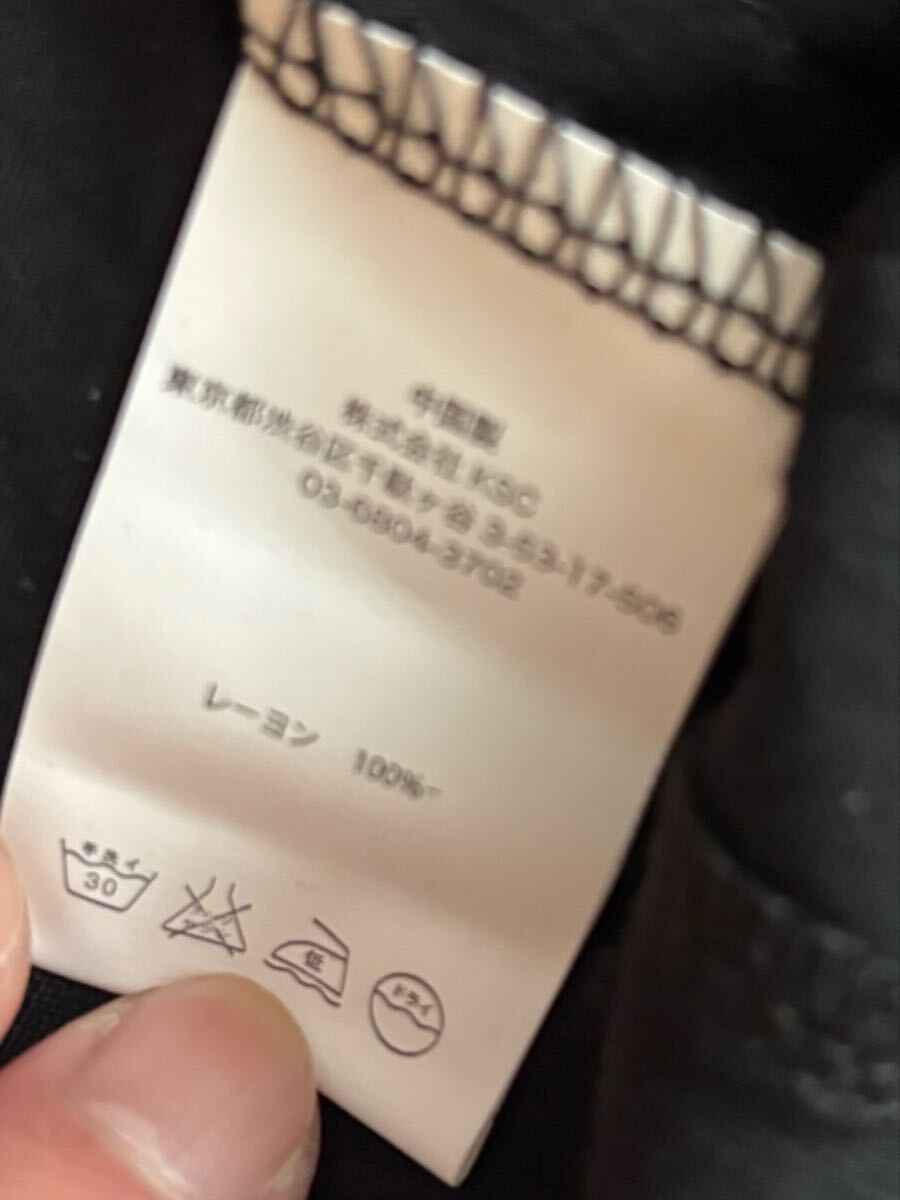 中国製
株式会社 KSC
東京都渋谷区千駄ヶ谷 3-53-17-506
03-0804-3702
レーヨン 100%
手洗イ
30
低
ドライ